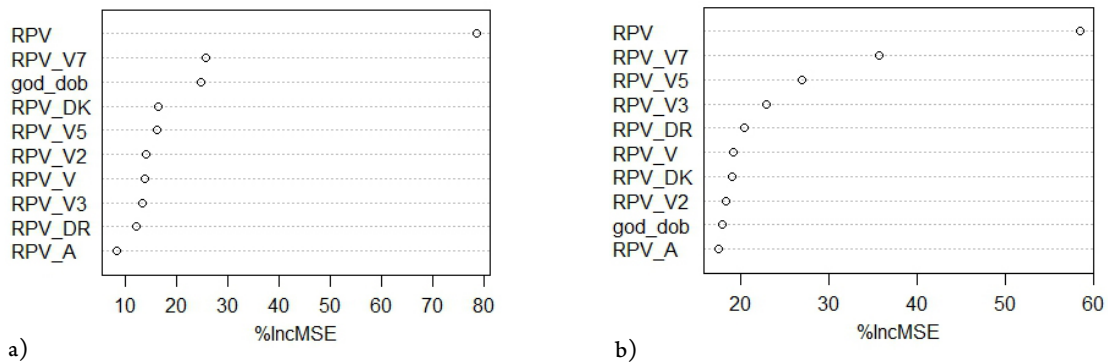 RPV
RPV_V7
god_dob
RPV_DK
RPV_V5
RPV_V2
RPV_V
RPV_V3
RPV_DR
RPV_A
10 20 30 40 50 60 70 80
%IncMSE
a)
RPV
RPV_V7
RPV_V5
RPV_V3
RPV_DR
RPV_V
RPV_DK
RPV_V2
god_dob
RPV_A
20 30 40 50 60
%IncMSE
b)